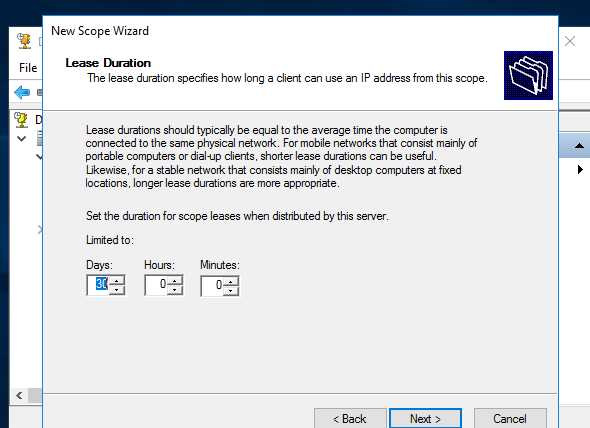 New Scope Wizard
File
Lease Duration
The lease duration specifies how long a client can use an IP address from this scope.
Lease durations should typically be equal to the average time the computer is
connected to the same physical network. For mobile networks that consist mainly of
portable computers or dial-up clients, shorter lease durations can be useful.
Likewise, for a stable network that consists mainly of desktop computers at fixed
locations, longer lease durations are more appropriate.
Set the duration for scope leases when distributed by this server.
Limited to:
Days: Hours: Minutes:
30 0 0
< Back Next > Cancel